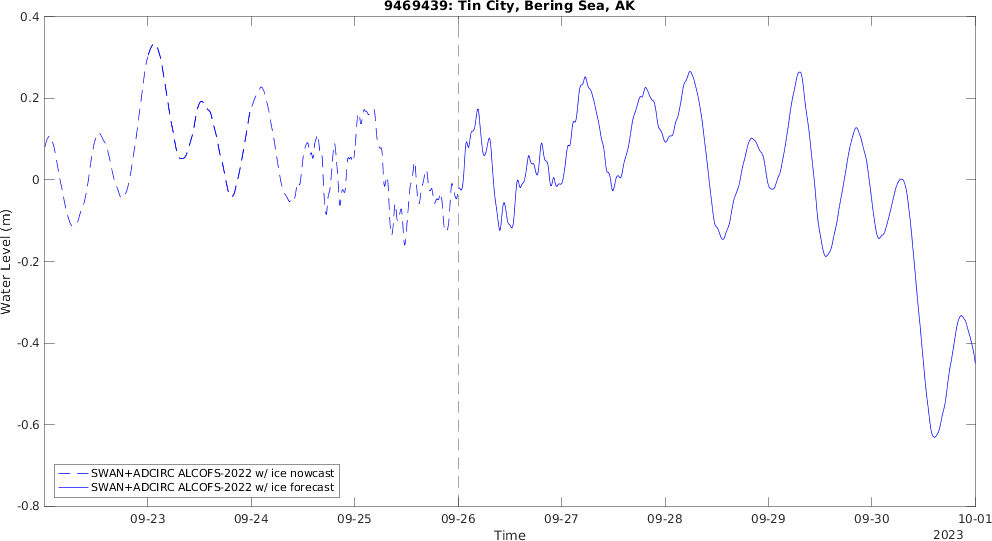 9469439: Tin City, Bering Sea, AK
0.4
0.2
0
-0.2
-0.4
-0.6
-0.8
Water Level (m)
SWAN+ADCIRC ALCOFS-2022 w/ ice nowcast
SWAN+ADCIRC ALCOFS-2022 w/ ice forecast
09-23 09-24 09-25 09-26 09-27 09-28 09-29 09-30 10-01
Time
2023